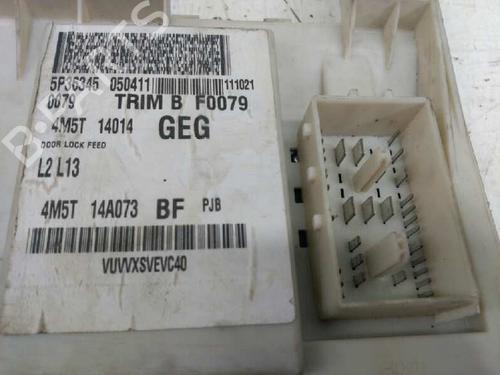 5P36345 050411 111021
0079 TRIM B F0079
4M5T 14014 GEG
DOOR LOCK FEED
L2 L13
4M5T 14A073 BF PJB
VUVVXSVEVC40
B-PARTS